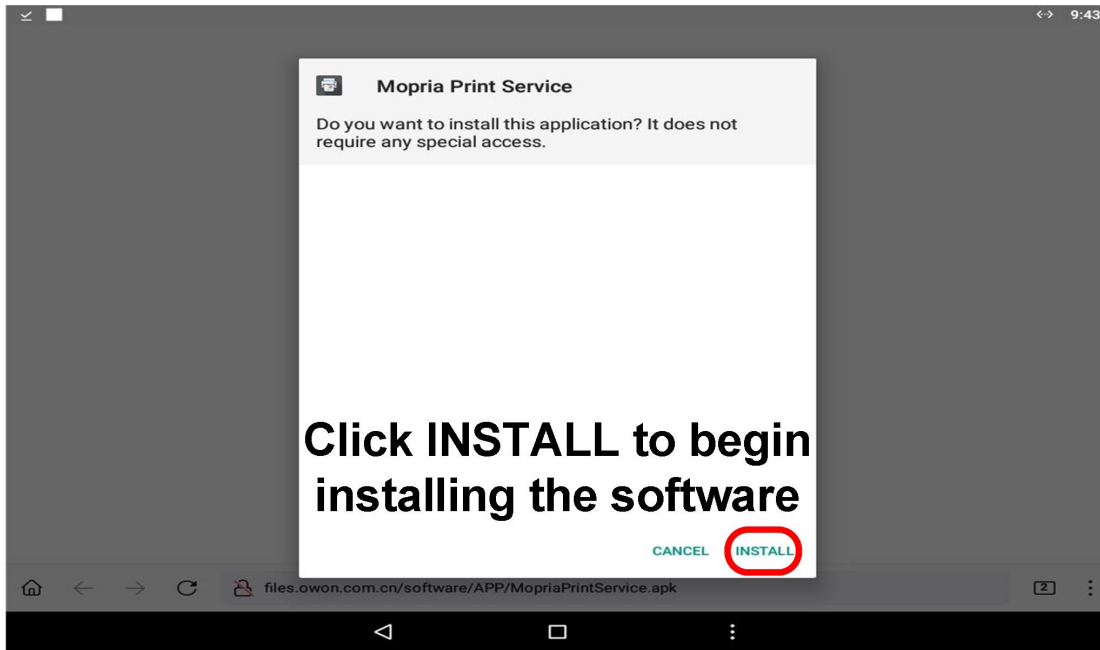 9:43
Mopria Print Service
Do you want to install this application? It does not
require any special access.
Click INSTALL to begin
installing the software
CANCEL INSTALL
files.owon.com.cn/software/APP/MopriaPrintService.apk
2